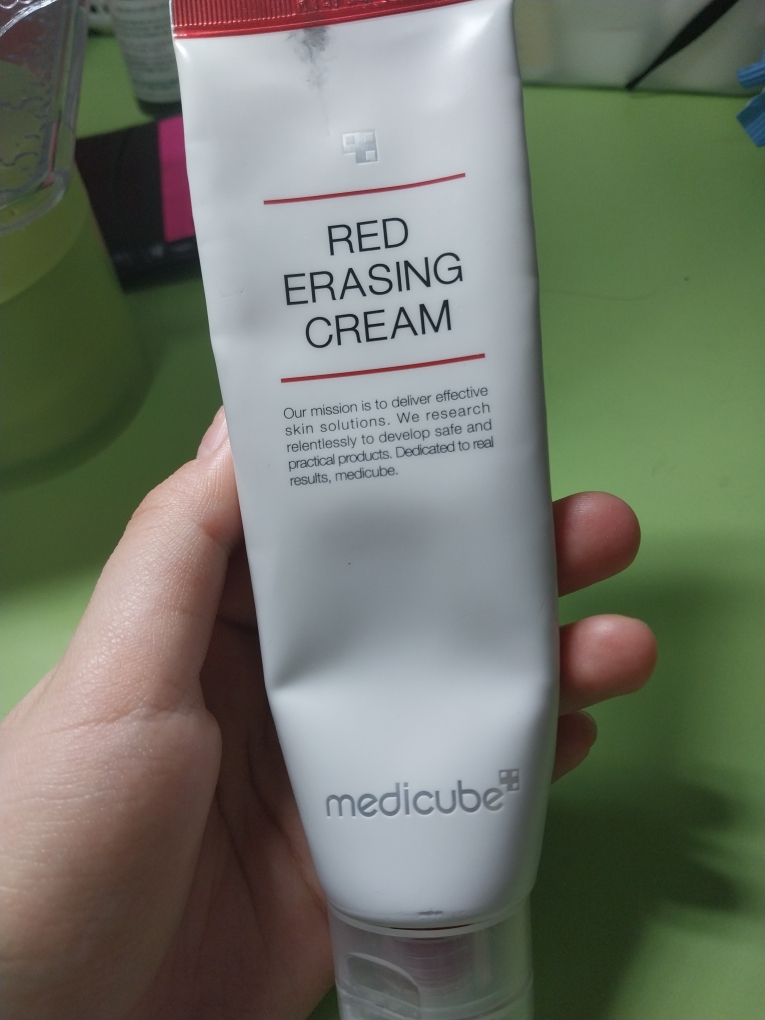 RED
ERASING
CREAM
Our mission is to deliver effective
skin solutions. We research
relentlessly to develop safe and
practical products. Dedicated to real
results, medicube.
medicube